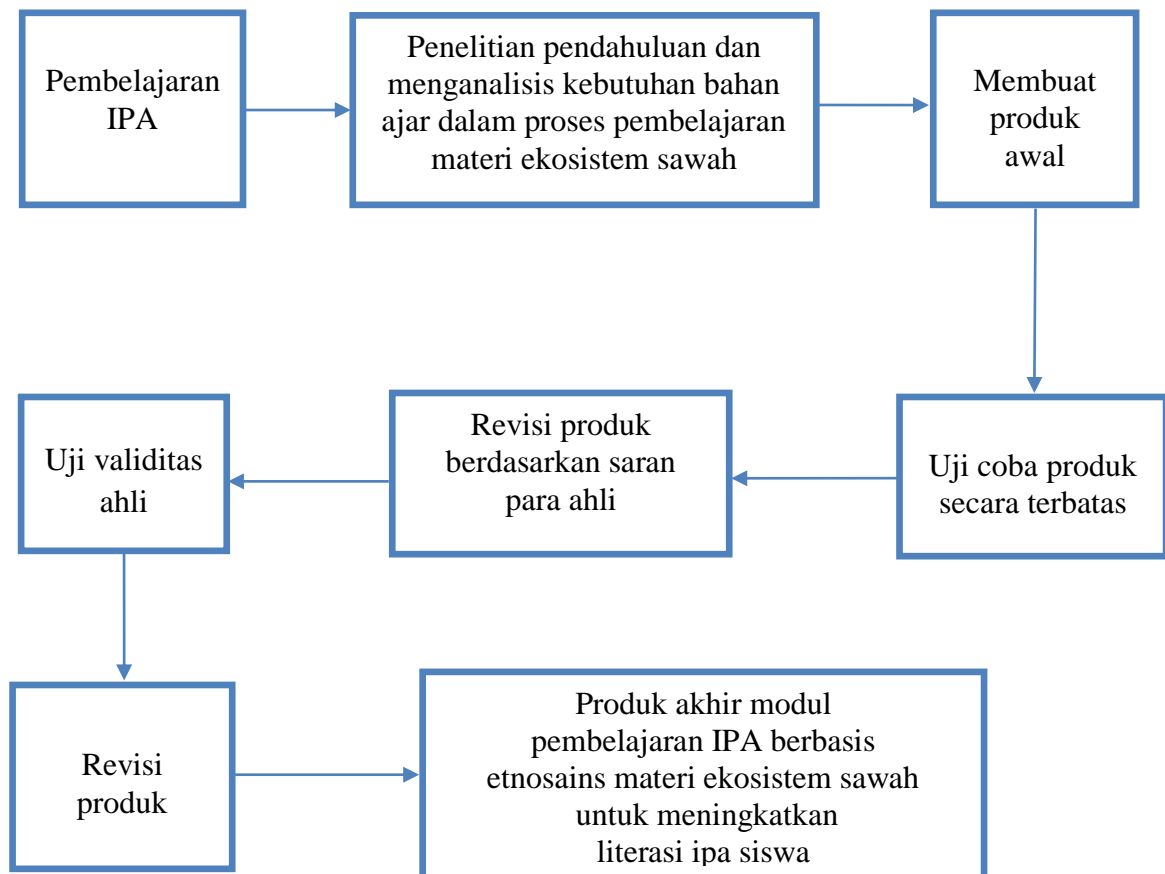 Pembelajaran
IPA
Penelitian pendahuluan dan
menganalisis kebutuhan bahan
ajar dalam proses pembelajaran
materi ekosistem sawah
Membuat
produk
awal
Uji coba produk
secara terbatas
Revisi produk
berdasarkan saran
para ahli
Uji validitas
ahli
Revisi
produk
Produk akhir modul
pembelajaran IPA berbasis
etnosains materi ekosistem sawah
untuk meningkatkan
literasi ipa siswa